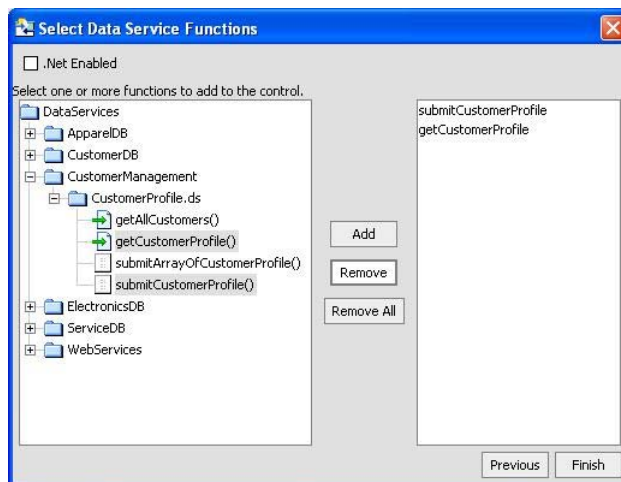 Select Data Service Functions
.Net Enabled
Select one or more functions to add to the control.
DataServices
ApparelDB
CustomerDB
CustomerManagement
CustomerProfile.ds
getAllCustomers()
getCustomerProfile()
submitArrayOfCustomerProfile()
submitCustomerProfile()
ElectronicsDB
ServiceDB
WebServices
Add
Remove
Remove All
submitCustomerProfile
getCustomerProfile
Previous
Finish